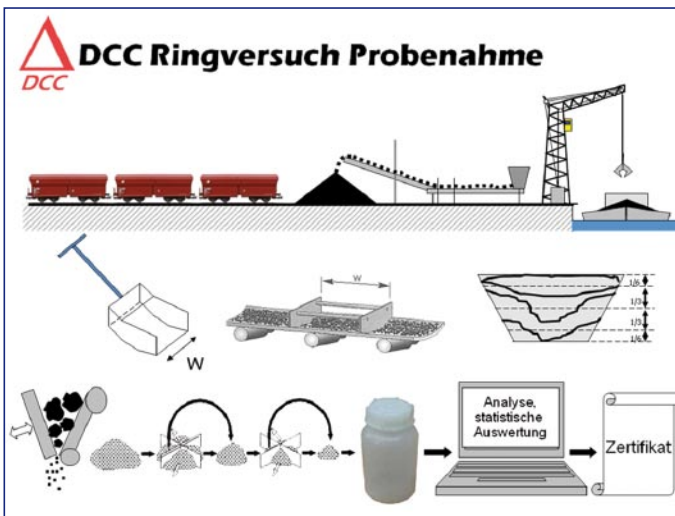 DCC Ringversuch Probenahme
DCC
W
W
1/6
1/3
1/3
1/6
Analyse,
statistische
Auswertung
Zertifikat